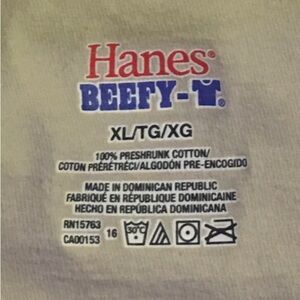 Hanes®
BEEFY-T®
XL/TG/XG
100% PRESHRUNK COTTON/
COTON PRÉRÉTRÉCI/ALGODÓN PRE-ENCOGIDO
MADE IN DOMINICAN REPUBLIC
FABRIQUÉ EN RÉPUBLIQUE DOMINICAINE
HECHO EN REPÚBLICA DOMINICANA
RN15763
CA00153 16 30°C